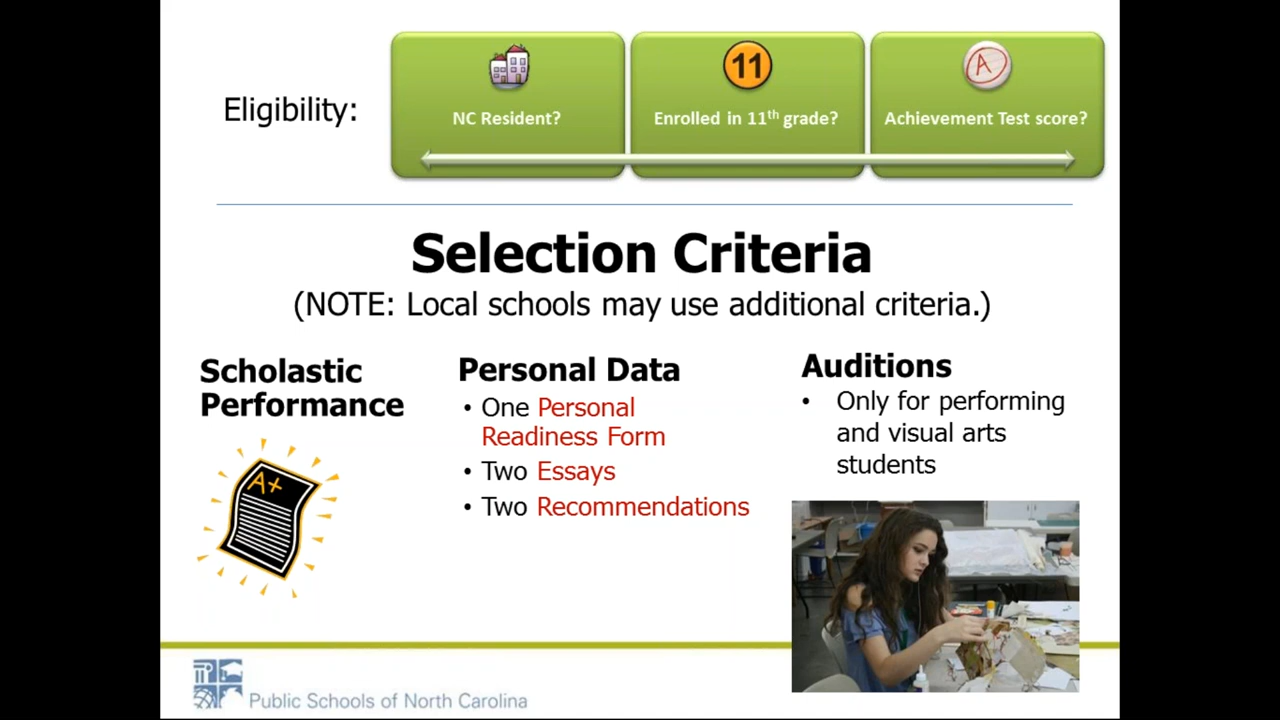 Eligibility:
NC Resident?
11
Enrolled in 11th grade?
A
Achievement Test score?
Selection Criteria
(NOTE: Local schools may use additional criteria.)
Scholastic
Performance
A+
Personal Data
• One Personal
Readiness Form
• Two Essays
• Two Recommendations
Auditions
• Only for performing
and visual arts
students
Public Schools of North Carolina